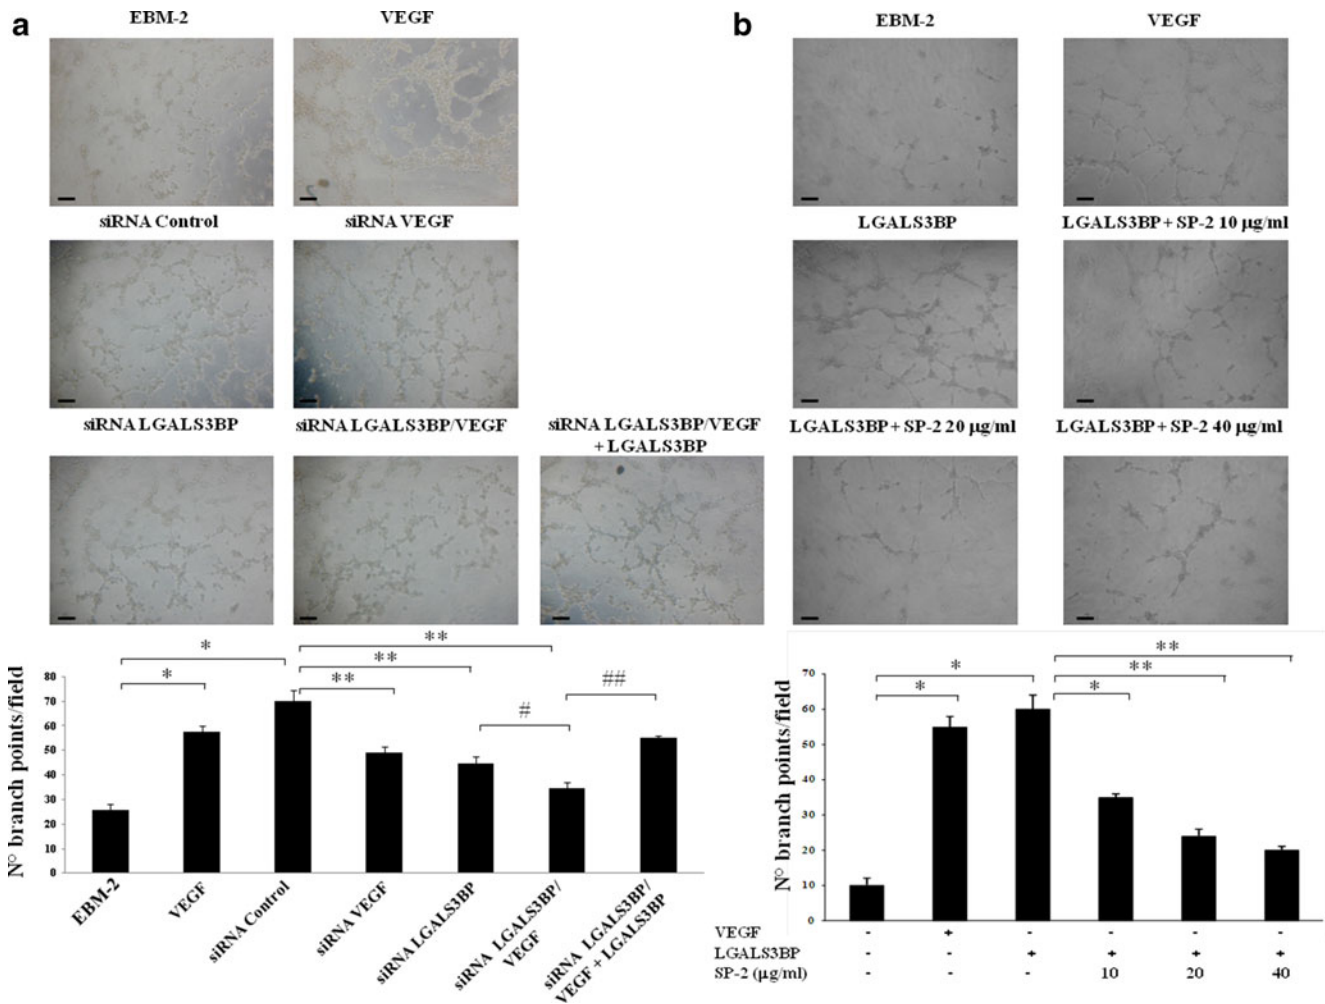 a
EBM-2
VEGF
siRNA Control
siRNA VEGF
siRNA LGALS3BP
siRNA LGALS3BP/VEGF
siRNA LGALS3BP/VEGF
+ LGALS3BP
N° branch points/field
80
70
60
50
40
30
20
10
0
*
*
**
**
**
#
##
EBM-2
VEGF
siRNA Control
siRNA VEGF
siRNA LGALS3BP
siRNA LGALS3BP/
VEGF
siRNA LGALS3BP/
VEGF + LGALS3BP
b
EBM-2
VEGF
LGALS3BP
LGALS3BP + SP-2 10 µg/ml
LGALS3BP + SP-2 20 µg/ml
LGALS3BP + SP-2 40 µg/ml
N° branch points/field
70
60
50
40
30
20
10
0
*
*
*
**
**
VEGF - + - - - -
LGALS3BP - - + + + +
SP-2 (µg/ml) - - - 10 20 40